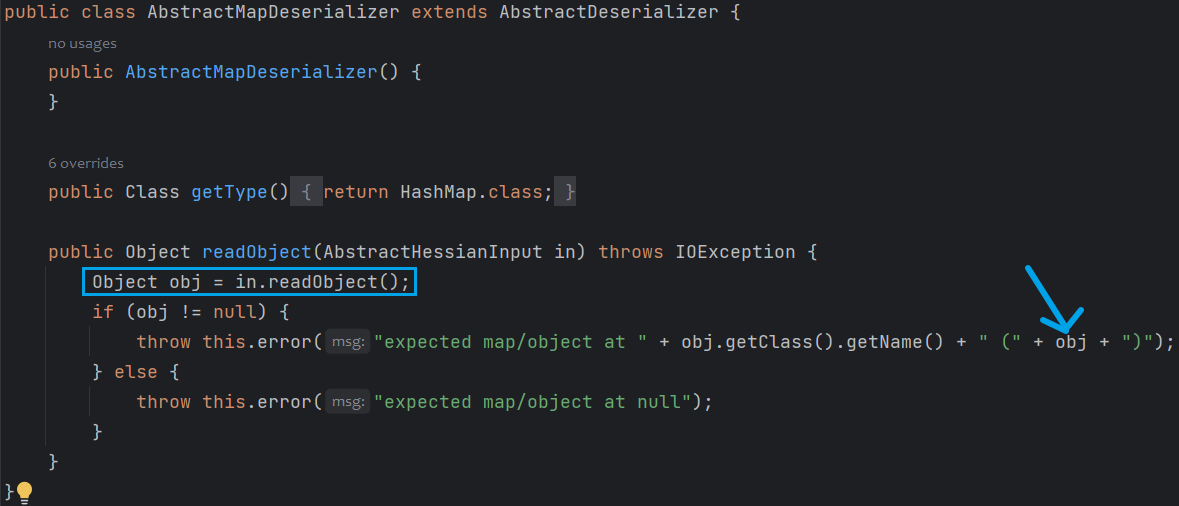 public class AbstractMapDeserializer extends AbstractDeserializer {
no usages
public AbstractMapDeserializer() {
}
6 overrides
public Class getType() { return HashMap.class; }
public Object readObject(AbstractHessianInput in) throws IOException {
Object obj = in.readObject();
if (obj != null) {
throw this.error( msg: "expected map/object at " + obj.getClass().getName() + " (" + obj + ")");
} else {
throw this.error( msg: "expected map/object at null");
}
}
}